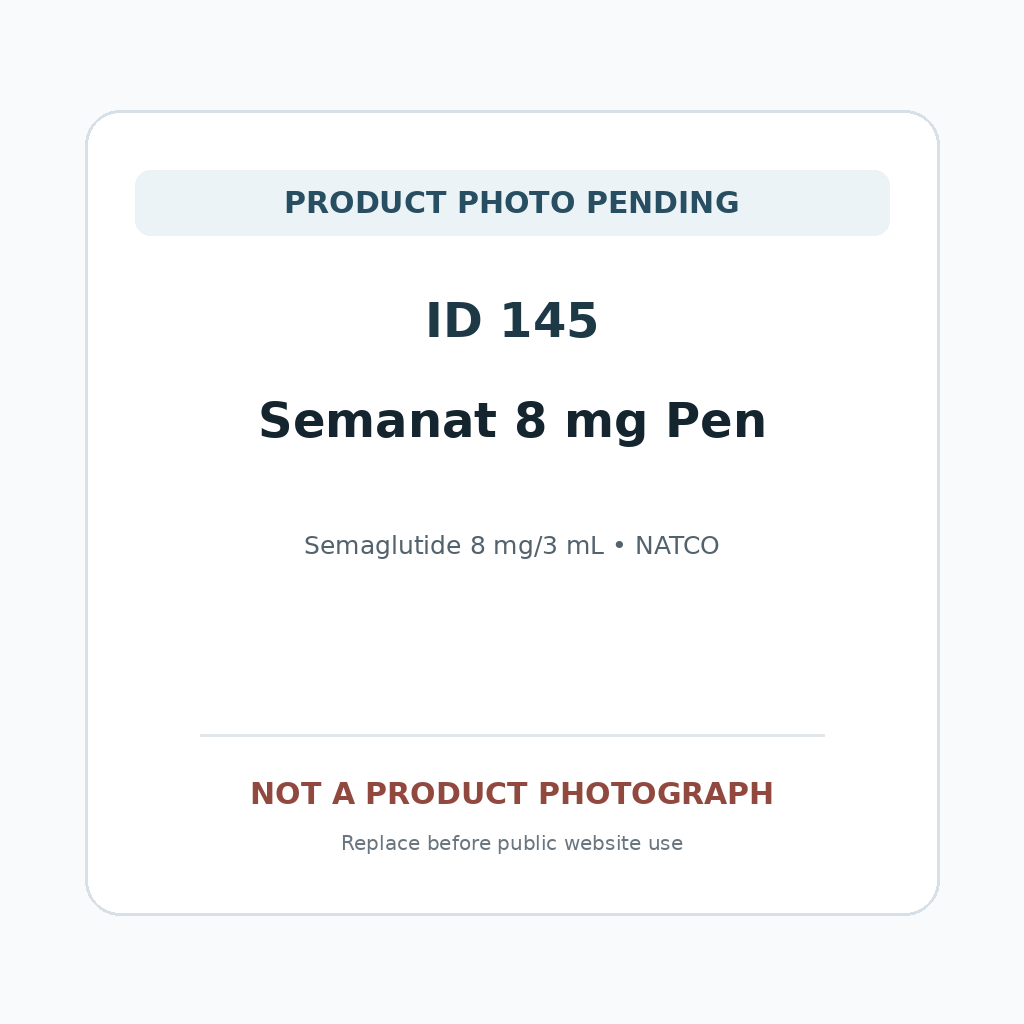 PRODUCT PHOTO PENDING
ID 145
Semanat 8 mg Pen
Semaglutide 8 mg/3 mL • NATCO
NOT A PRODUCT PHOTOGRAPH
Replace before public website use